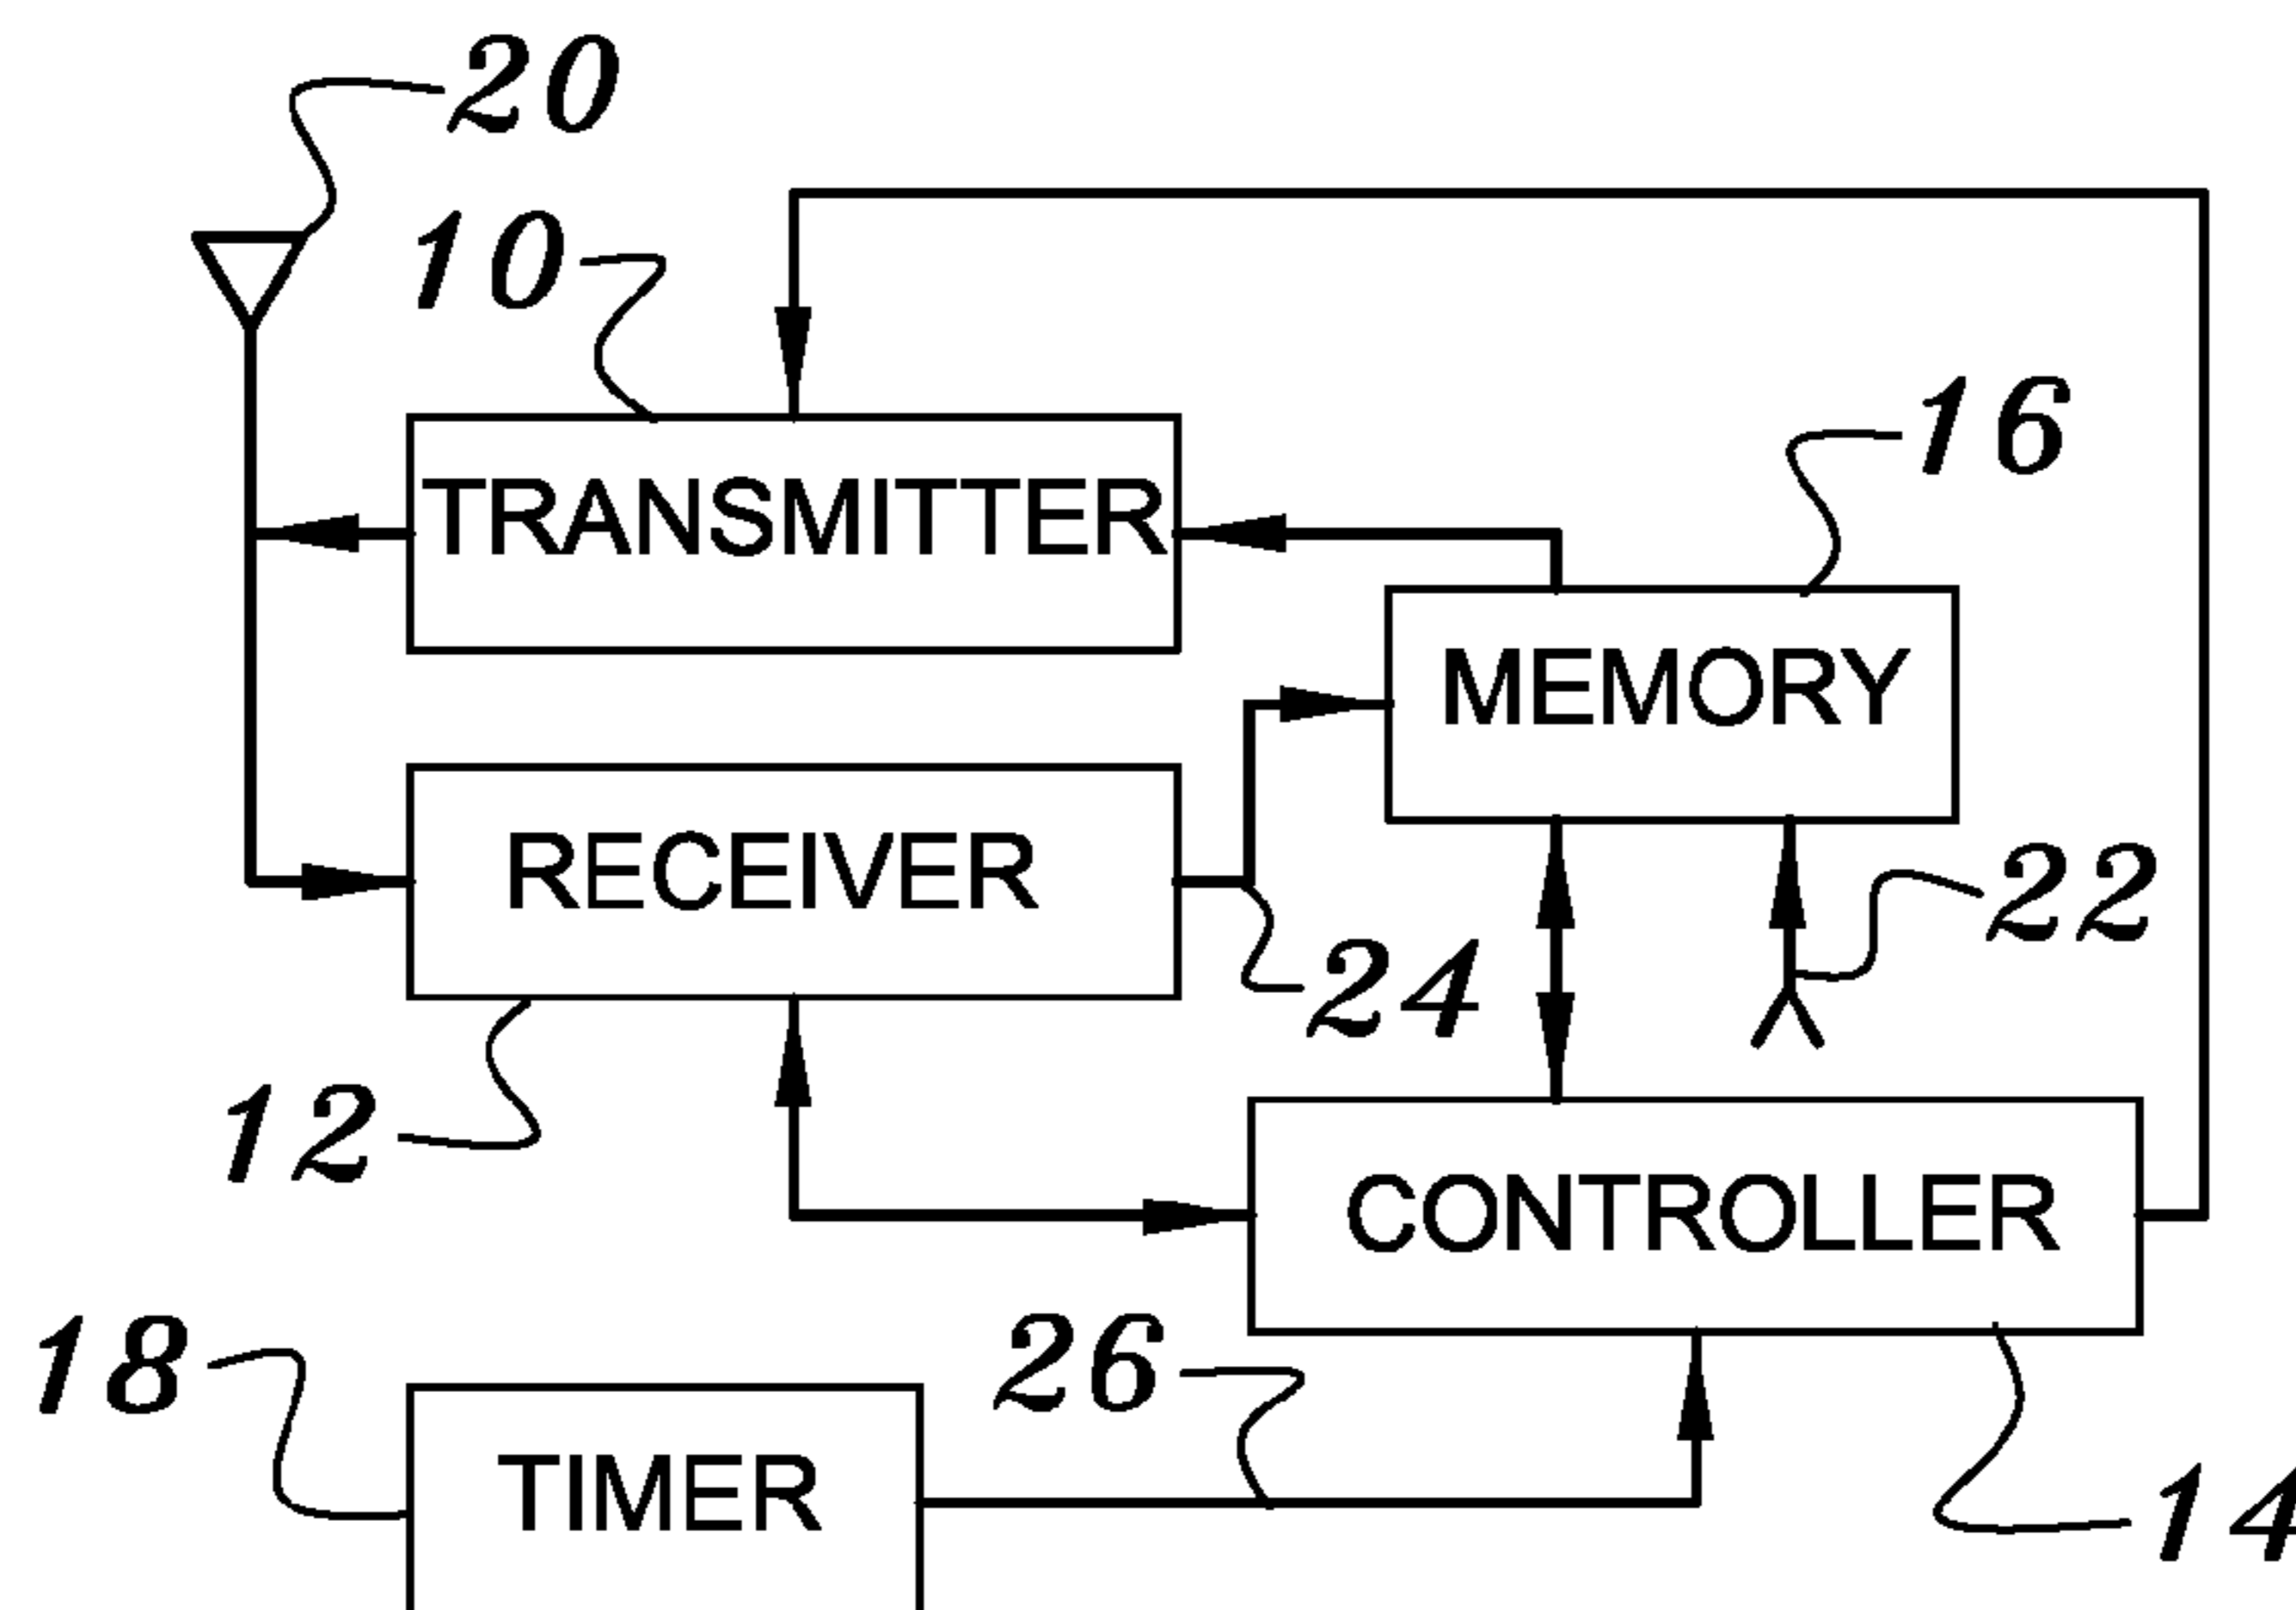 20
10
16
TRANSMITTER
MEMORY
RECEIVER
22
24
12
CONTROLLER
18
26
TIMER
14